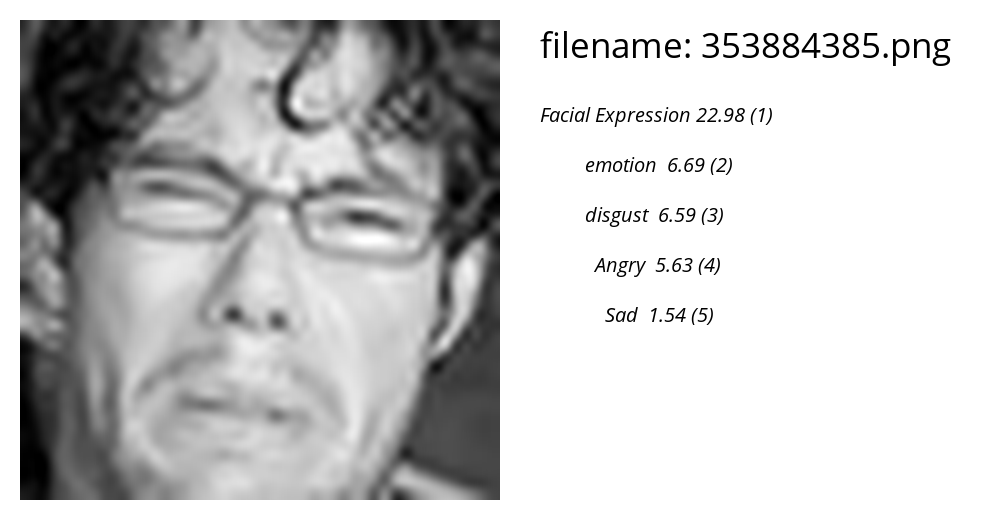 filename: 353884385.png
Facial Expression 22.98 (1)
emotion 6.69 (2)
disgust 6.59 (3)
Angry 5.63 (4)
Sad 1.54 (5)